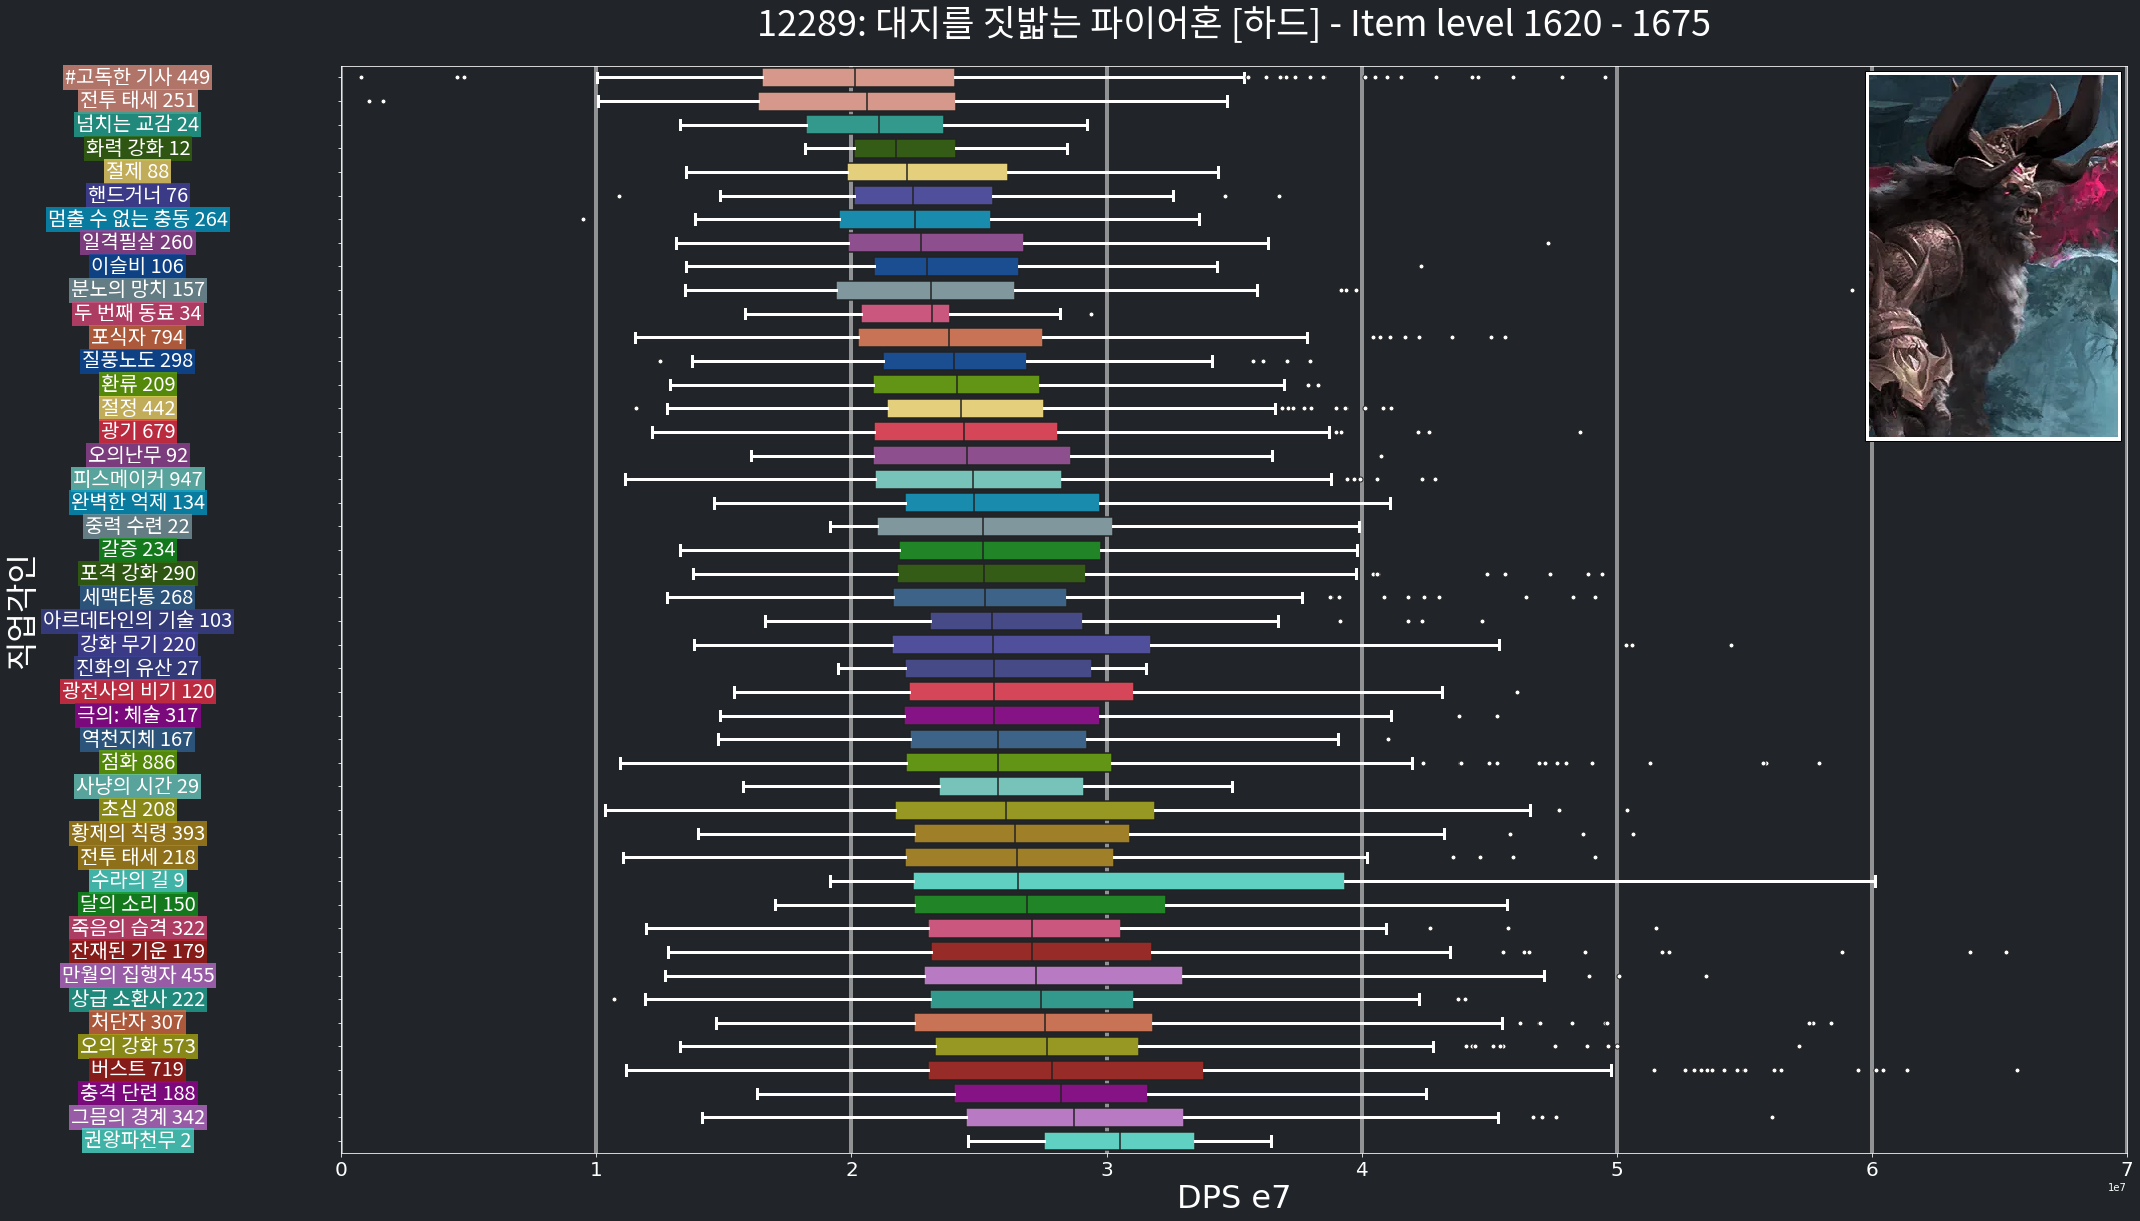 12289: 대지를 짓밟는 파이어혼 [하드] - Item level 1620 - 1675
직업각인
#고독한 기사 449
전투 태세 251
넘치는 교감 24
화력 강화 12
절제 88
핸드거너 76
멈출 수 없는 충동 264
일격필살 260
이슬비 106
분노의 망치 157
두 번째 동료 34
포식자 794
질풍노도 298
환류 209
절정 442
광기 679
오의난무 92
피스메이커 947
완벽한 억제 134
중력 수련 22
갈증 234
포격 강화 290
세맥타통 268
아르데타인의 기술 103
강화 무기 220
진화의 유산 27
광전사의 비기 120
극의: 체술 317
역천지체 167
점화 886
사냥의 시간 29
초심 208
황제의 칙령 393
전투 태세 218
수라의 길 9
달의 소리 150
죽음의 습격 322
잔재된 기운 179
만월의 집행자 455
상급 소환사 222
처단자 307
오의 강화 573
버스트 719
충격 단련 188
그믐의 경계 342
권왕파천무 2
0 1 2 3 4 5 6 7
1e7
DPS e7